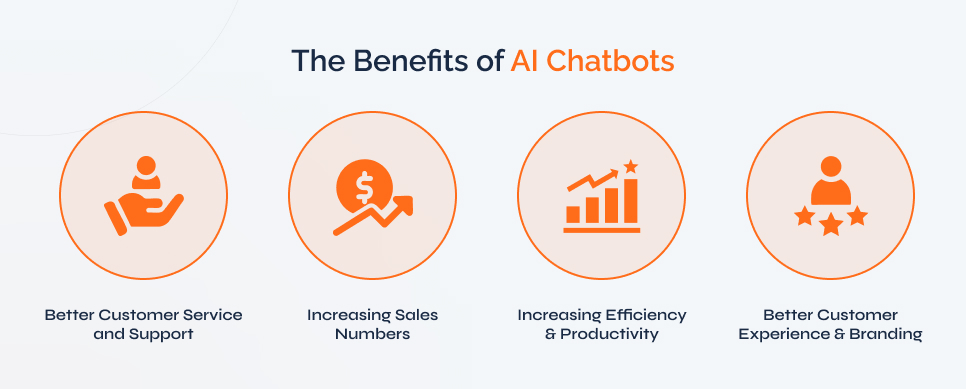 The Benefits of AI Chatbots
Better Customer Service
and Support
Increasing Sales
Numbers
Increasing Efficiency
& Productivity
Better Customer
Experience & Branding